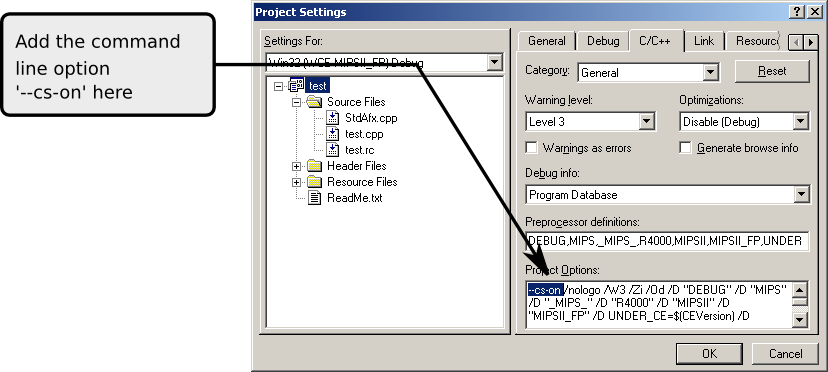 Add the command
line option
'--cs-on' here
Project Settings
Settings For:
Win32 (WCE MIPSII_FP) Debug
test
Source Files
StdAfx.cpp
test.cpp
test.rc
Header Files
Resource Files
ReadMe.txt
General Debug C/C++ Link Resourc
Category: General Reset
Warning level: Optimizations:
Level 3 Disable (Debug)
Warnings as errors Generate browse info
Debug info:
Program Database
Preprocessor definitions:
DEBUG,MIPS,_MIPS_,R4000,MIPSII,MIPSII_FP,UNDER
Project Options:
--cs-on /nologo /W3 /Zi /Od /D "DEBUG" /D "MIPS"
/D "_MIPS_" /D "R4000" /D "MIPSII" /D
"MIPSII_FP" /D UNDER_CE=$(CEVersion) /D
OK Cancel